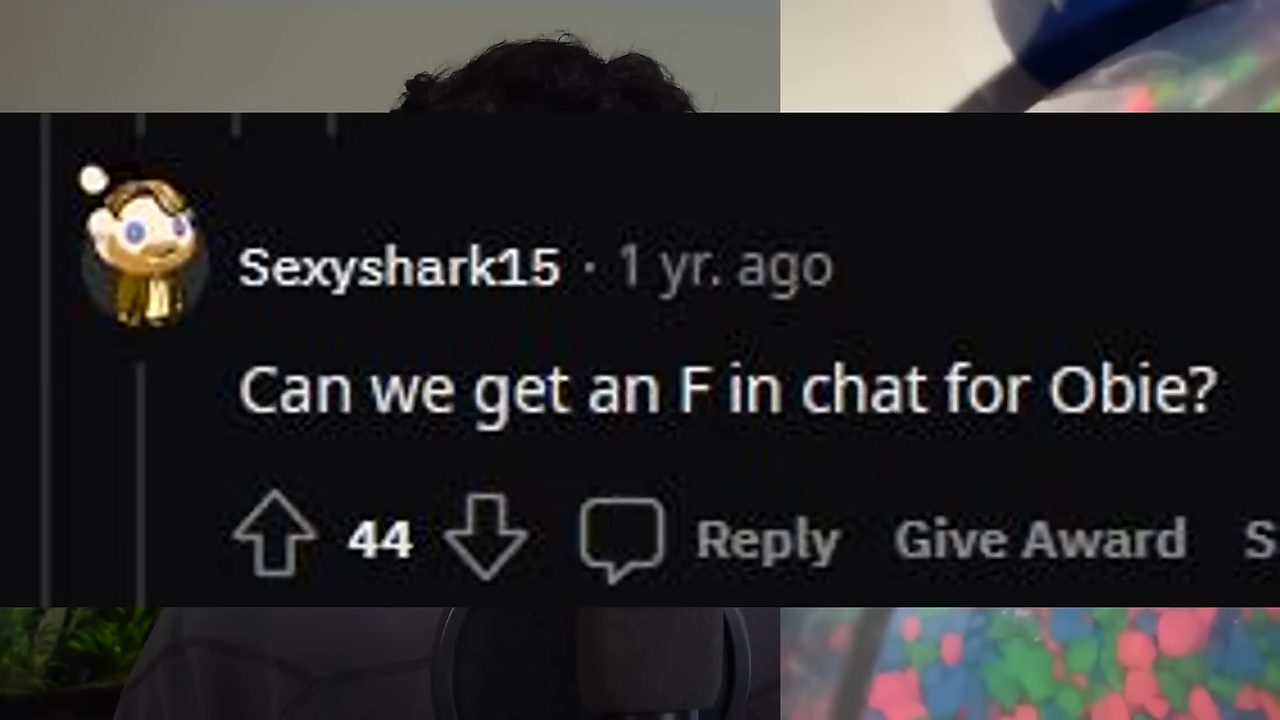 Sexyshark15 · 1 yr. ago
Can we get an F in chat for Obie?
44 Reply Give Award S